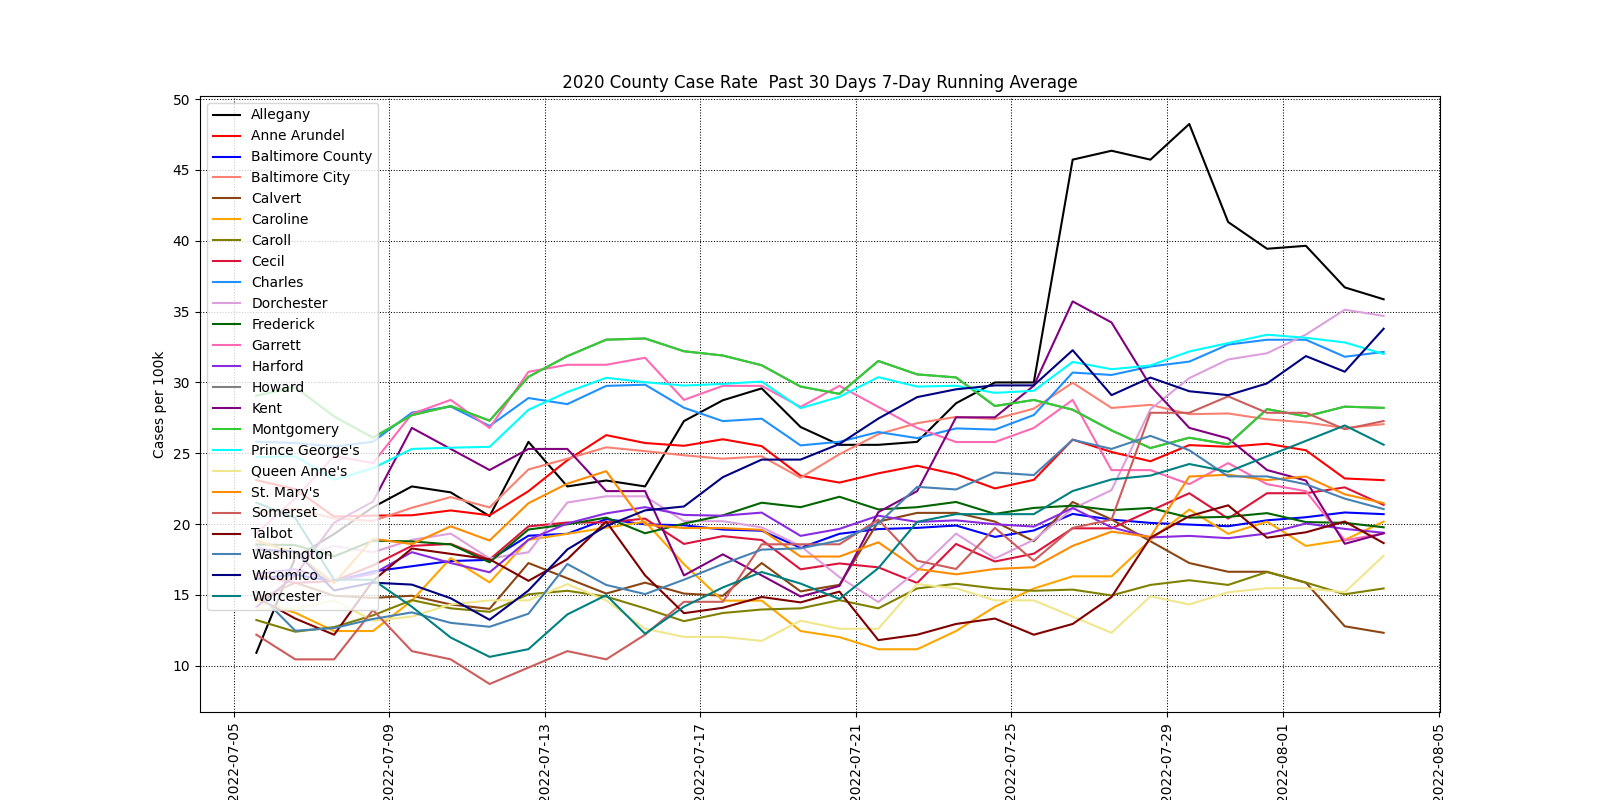 2020 County Case Rate  Past 30 Days 7-Day Running Average
Cases per 100k
50
45
40
35
30
25
20
15
10
Allegany
Anne Arundel
Baltimore County
Baltimore City
Calvert
Caroline
Caroll
Cecil
Charles
Dorchester
Frederick
Garrett
Harford
Howard
Kent
Montgomery
Prince George's
Queen Anne's
St. Mary's
Somerset
Talbot
Washington
Wicomico
Worcester
2022-07-05
2022-07-09
2022-07-13
2022-07-17
2022-07-21
2022-07-25
2022-07-29
2022-08-01
2022-08-05